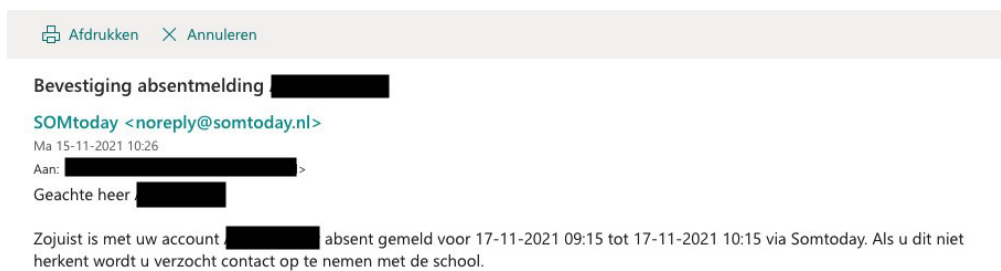 Afdrukken Annuleren
Bevestiging absentmelding
SOMtoday <noreply@somtoday.nl>
Ma 15-11-2021 10:26
Aan: >
Geachte heer
Zojuist is met uw account absent gemeld voor 17-11-2021 09:15 tot 17-11-2021 10:15 via Somtoday. Als u dit niet
herkent wordt u verzocht contact op te nemen met de school.